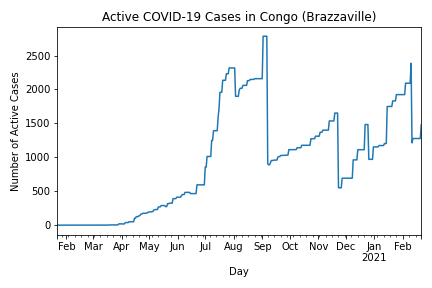 Active COVID-19 Cases in Congo (Brazzaville)
Number of Active Cases
2500
2000
1500
1000
500
0
Feb Mar Apr May Jun Jul Aug Sep Oct Nov Dec Jan Feb
2021
Day